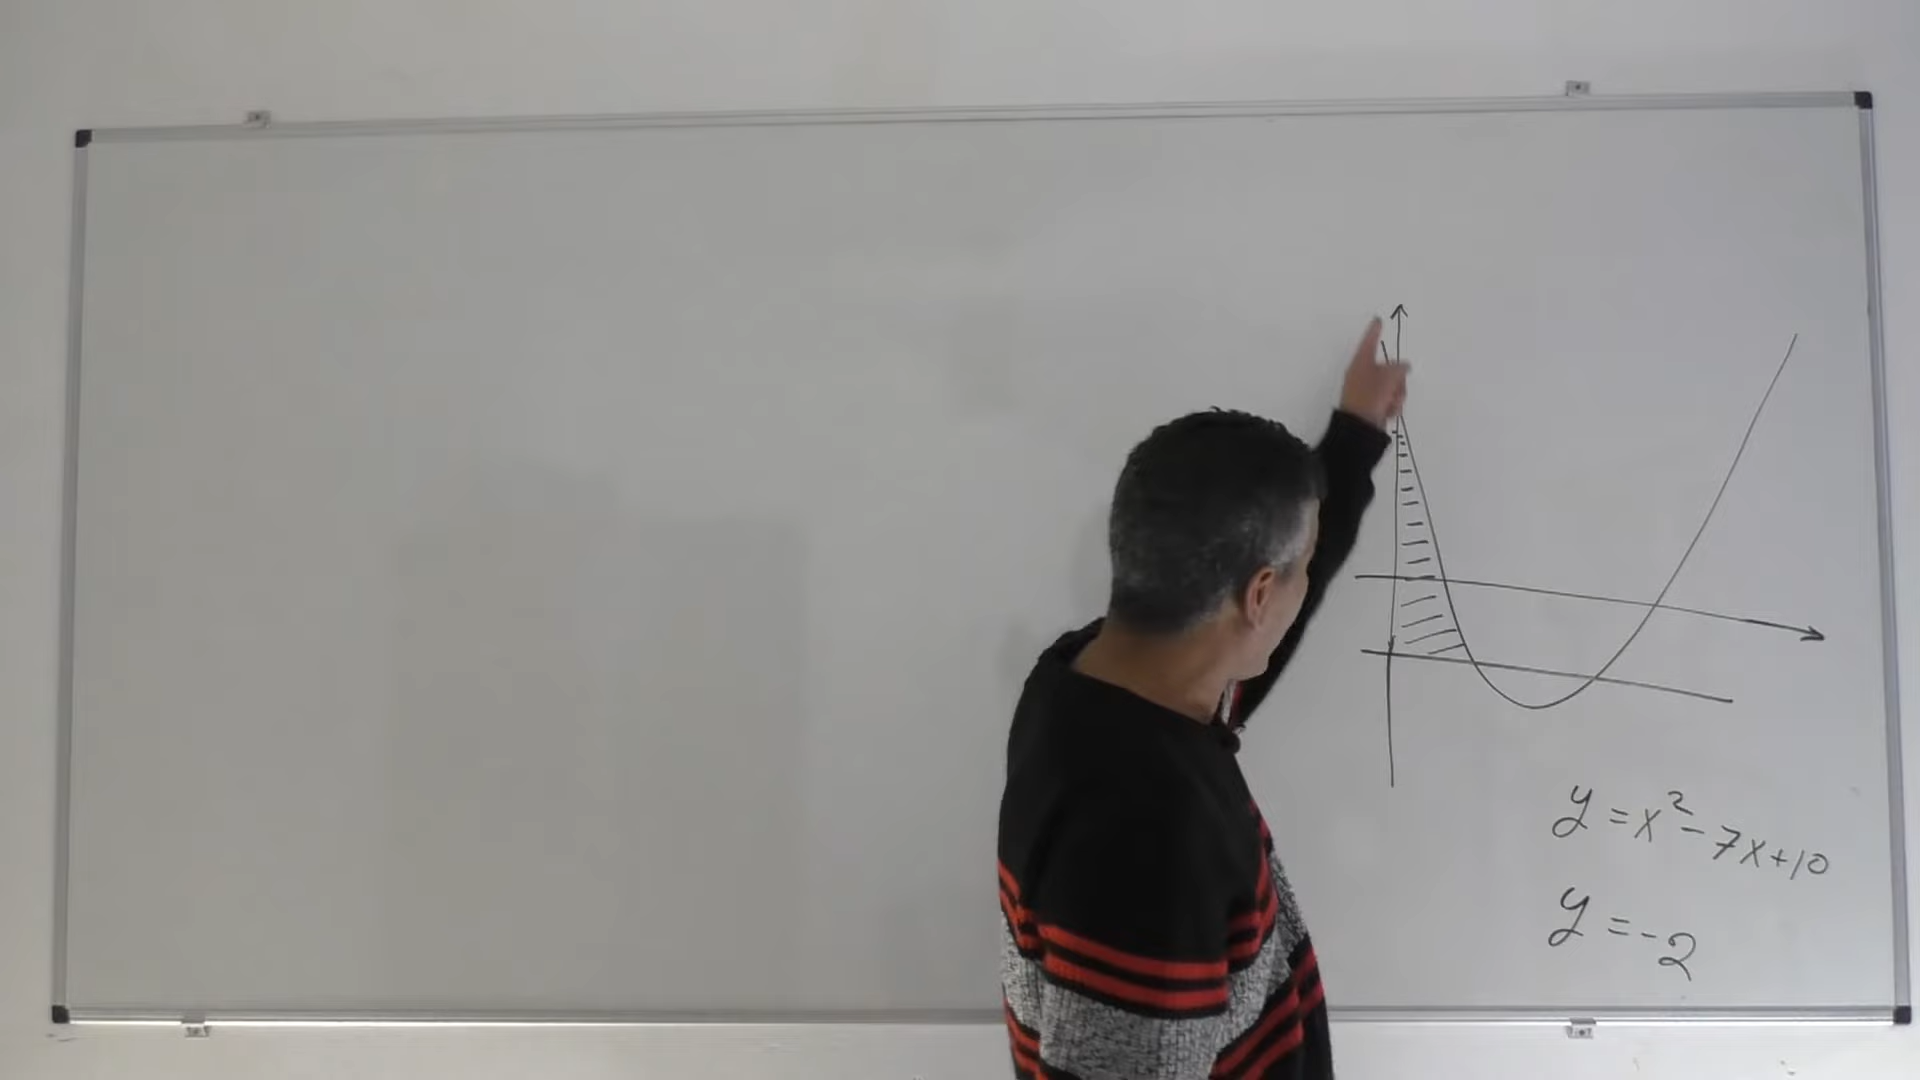 y = x² - 7x + 10
y = -2